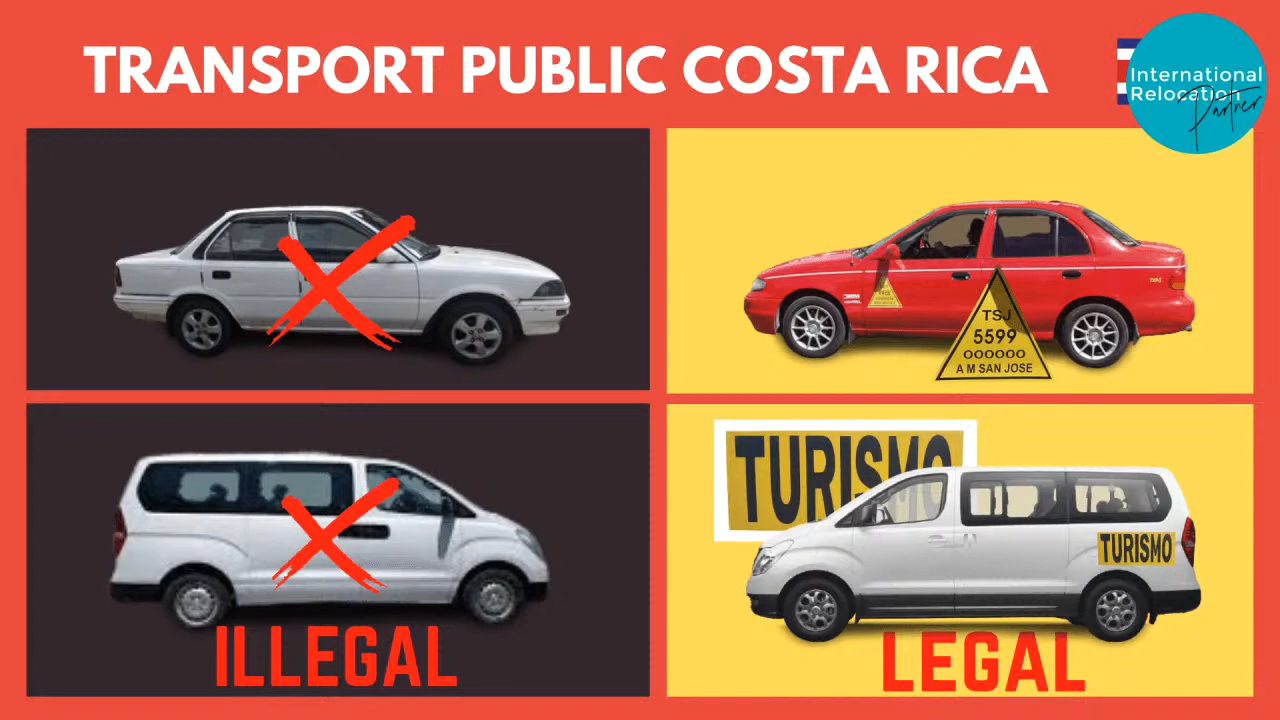 TRANSPORT PUBLIC COSTA RICA
International
Relocation
Partner
TSJ
5599
OOOOOO
A M SAN JOSE
TURISMO
TURISMO
ILLEGAL
LEGAL